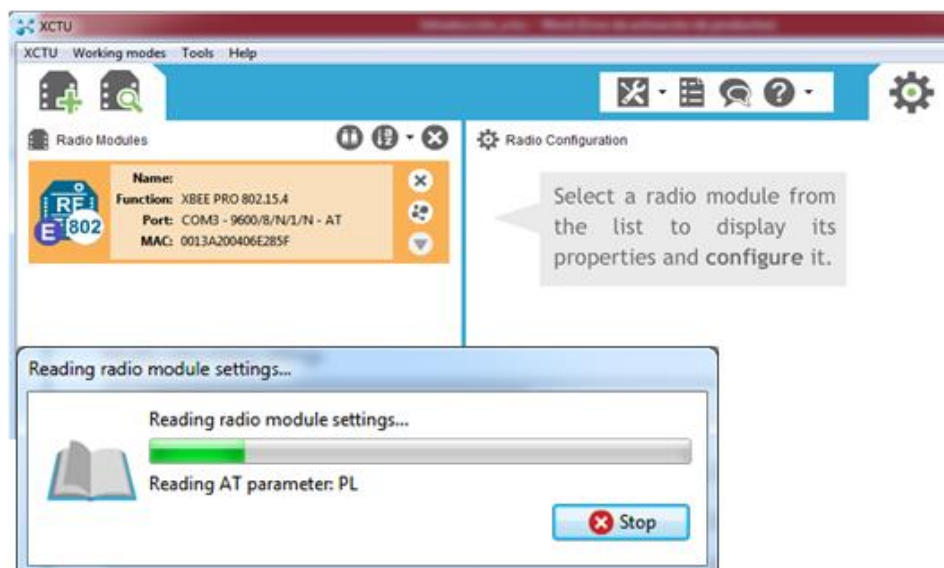 XCTU
XCTU Working modes Tools Help
Radio Modules
Radio Configuration
Name:
Function: XBEE PRO 802.15.4
Port: COM3 - 9600/8/N/1/N - AT
MAC: 0013A200406E285F
RF
E 802
Select a radio module from
the list to display its
properties and configure it.
Reading radio module settings...
Reading radio module settings...
Reading AT parameter: PL
Stop